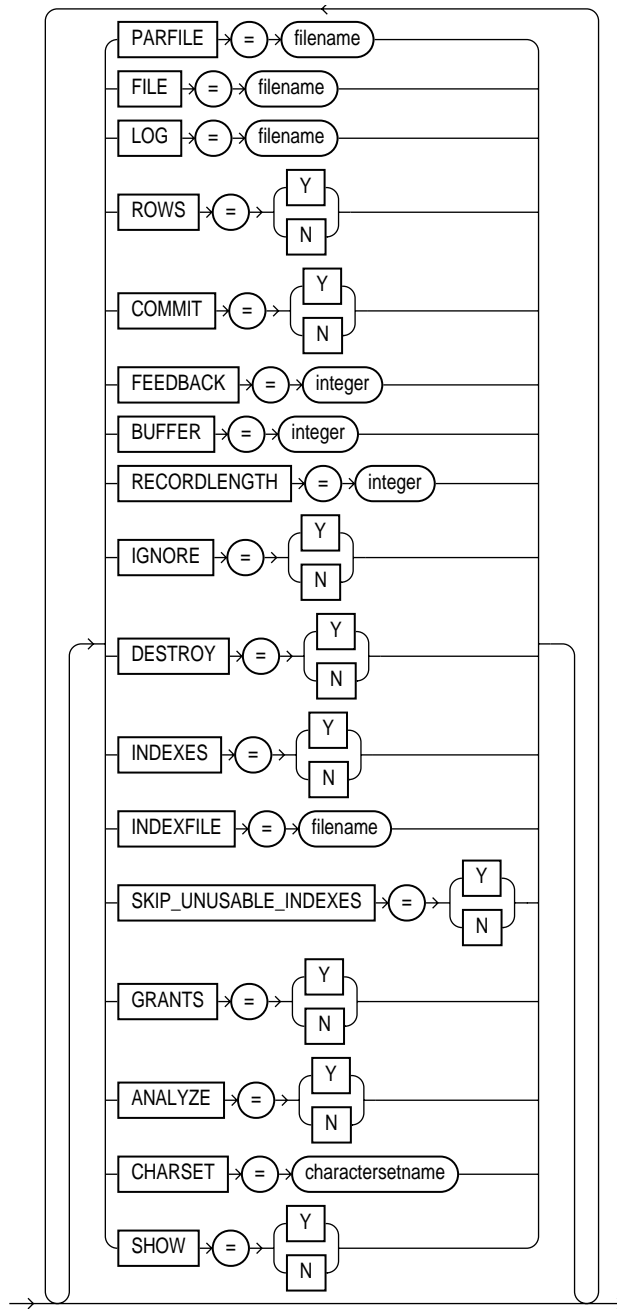 PARFILE = filename
FILE = filename
LOG = filename
Y
ROWS =
N
Y
COMMIT =
N
FEEDBACK = integer
BUFFER = integer
RECORDLENGTH = integer
Y
IGNORE =
N
Y
DESTROY =
N
Y
INDEXES =
N
INDEXFILE = filename
Y
SKIP_UNUSABLE_INDEXES =
N
Y
GRANTS =
N
Y
ANALYZE =
N
CHARSET = charactersetname
Y
SHOW =
N